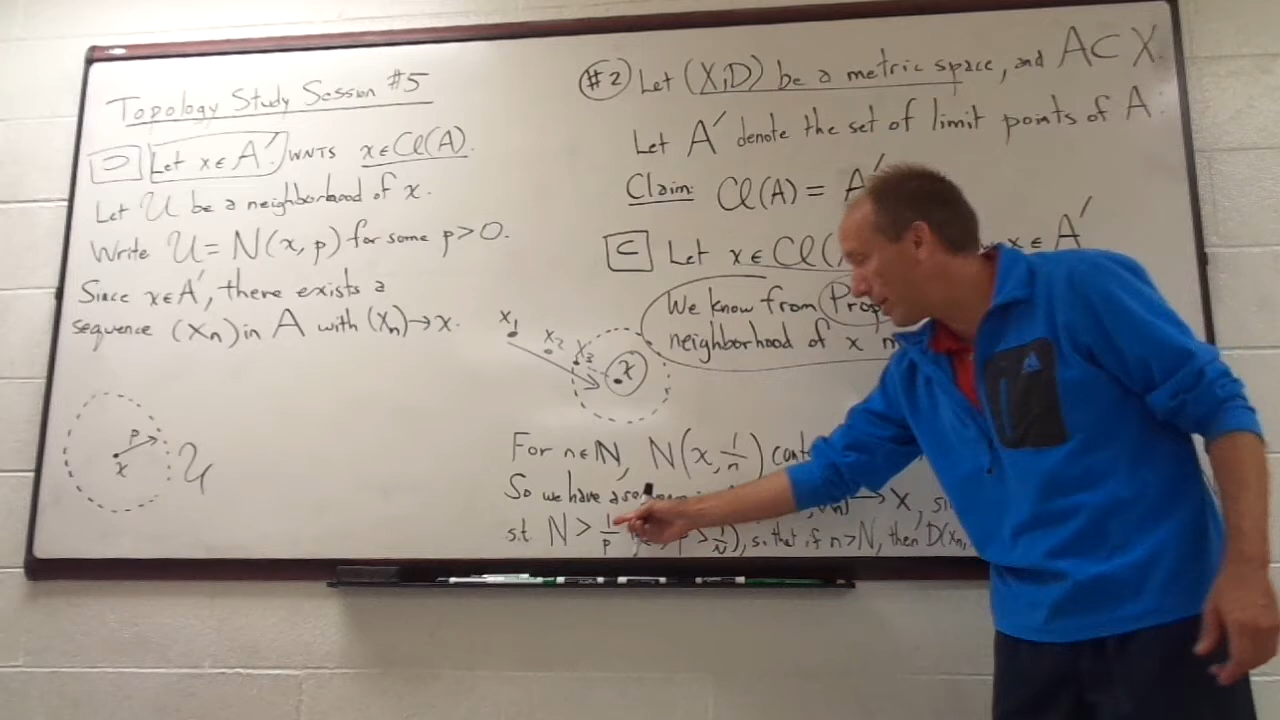 Topology Study Session #5
⊃ Let x∈A'. WNTS x∈Cl(A).
Let U be a neighborhood of x.
Write U = N(x, p) for some p>0.
Since x∈A', there exists a
sequence (xₙ) in A with (xₙ)→x.
p
x
U
#2 Let (X,D) be a metric space, and A⊂X.
Let A' denote the set of limit points of A.
Claim: Cl(A) = A'
⊂ Let x∈Cl( x∈ A'
We know from Prop
neighborhood of x
x₁
x₂
x₃
x
For n∈N, N(x, 1/n) cont
So we have a → x,
s.t. N > 1/p p > 1/N), so that if n>N, then D(xₙ,